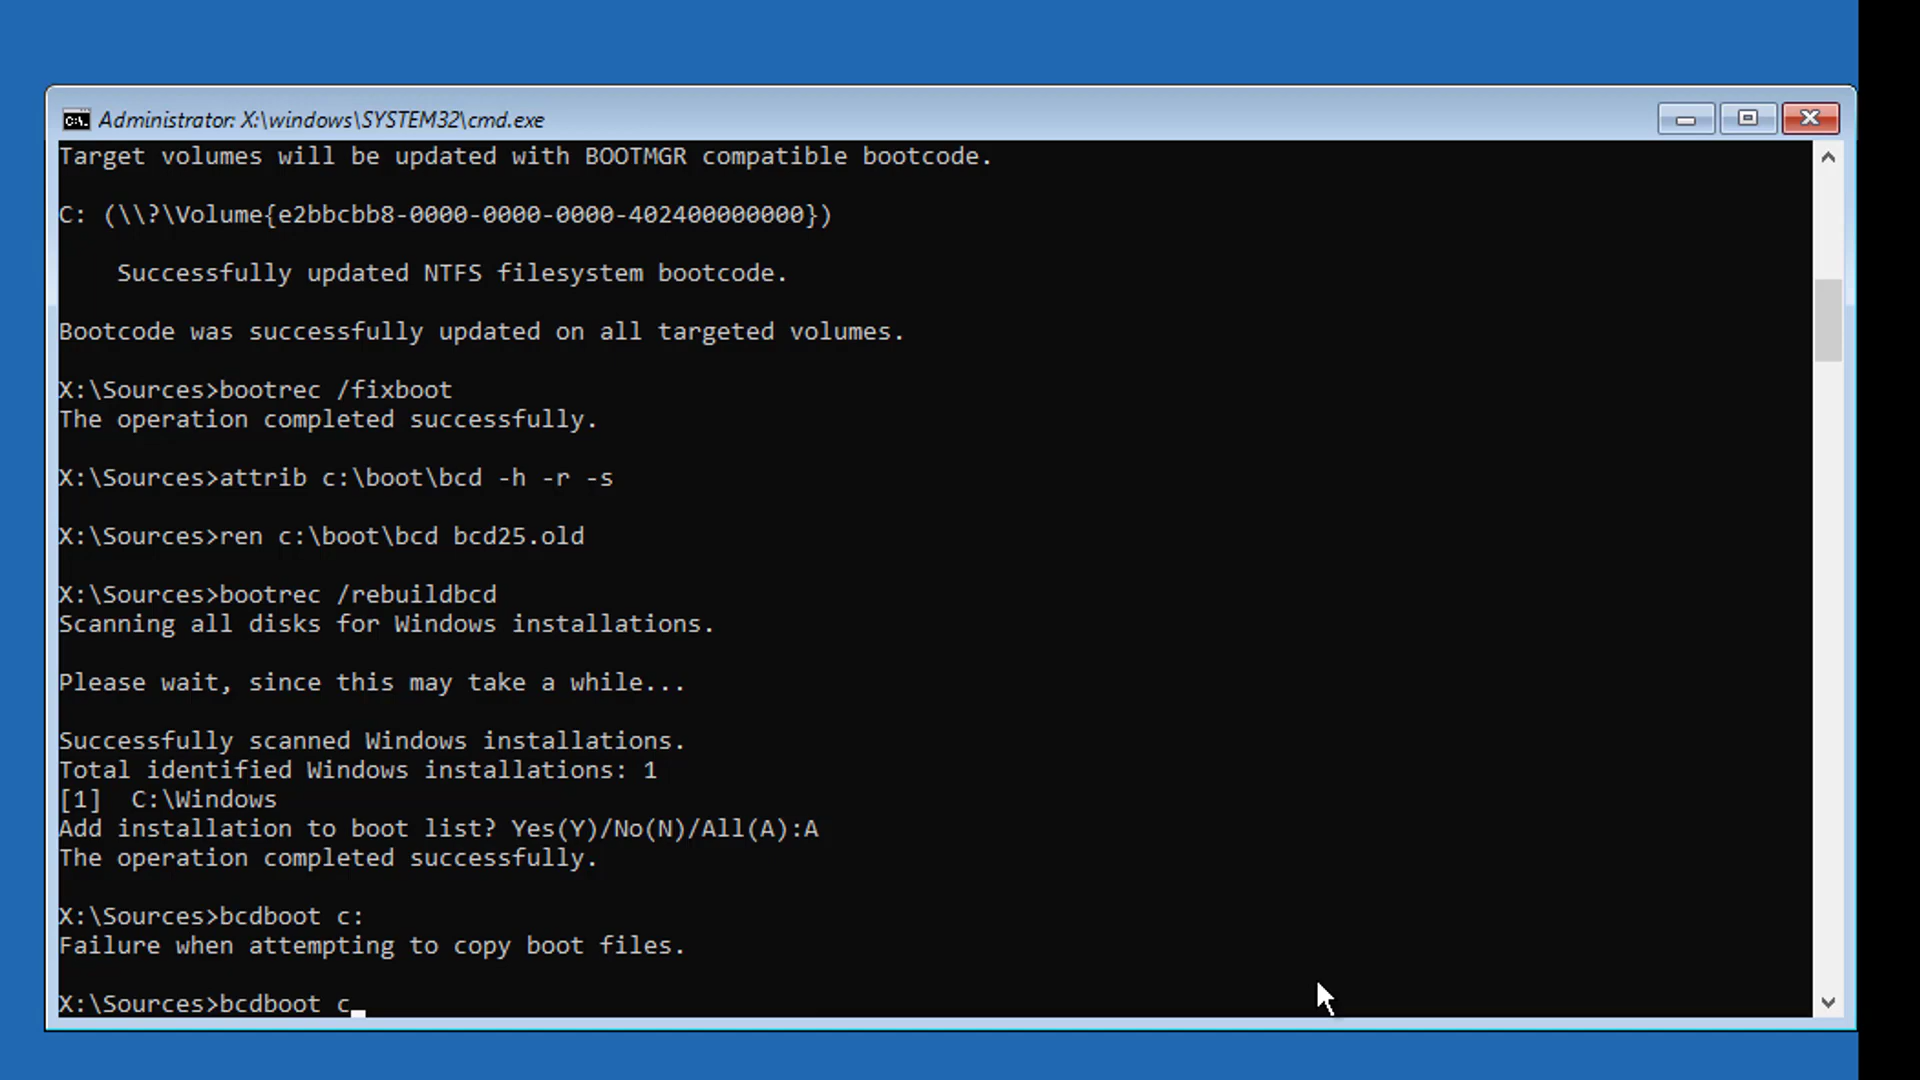 Administrator: X:\windows\SYSTEM32\cmd.exe
Target volumes will be updated with BOOTMGR compatible bootcode.
C: (\\?\Volume{e2bbcbb8-0000-0000-0000-402400000000})
Successfully updated NTFS filesystem bootcode.
Bootcode was successfully updated on all targeted volumes.
X:\Sources>bootrec /fixboot
The operation completed successfully.
X:\Sources>attrib c:\boot\bcd -h -r -s
X:\Sources>ren c:\boot\bcd bcd25.old
X:\Sources>bootrec /rebuildbcd
Scanning all disks for Windows installations.
Please wait, since this may take a while...
Successfully scanned Windows installations.
Total identified Windows installations: 1
[1]  C:\Windows
Add installation to boot list? Yes(Y)/No(N)/All(A):A
The operation completed successfully.
X:\Sources>bcdboot c:
Failure when attempting to copy boot files.
X:\Sources>bcdboot c